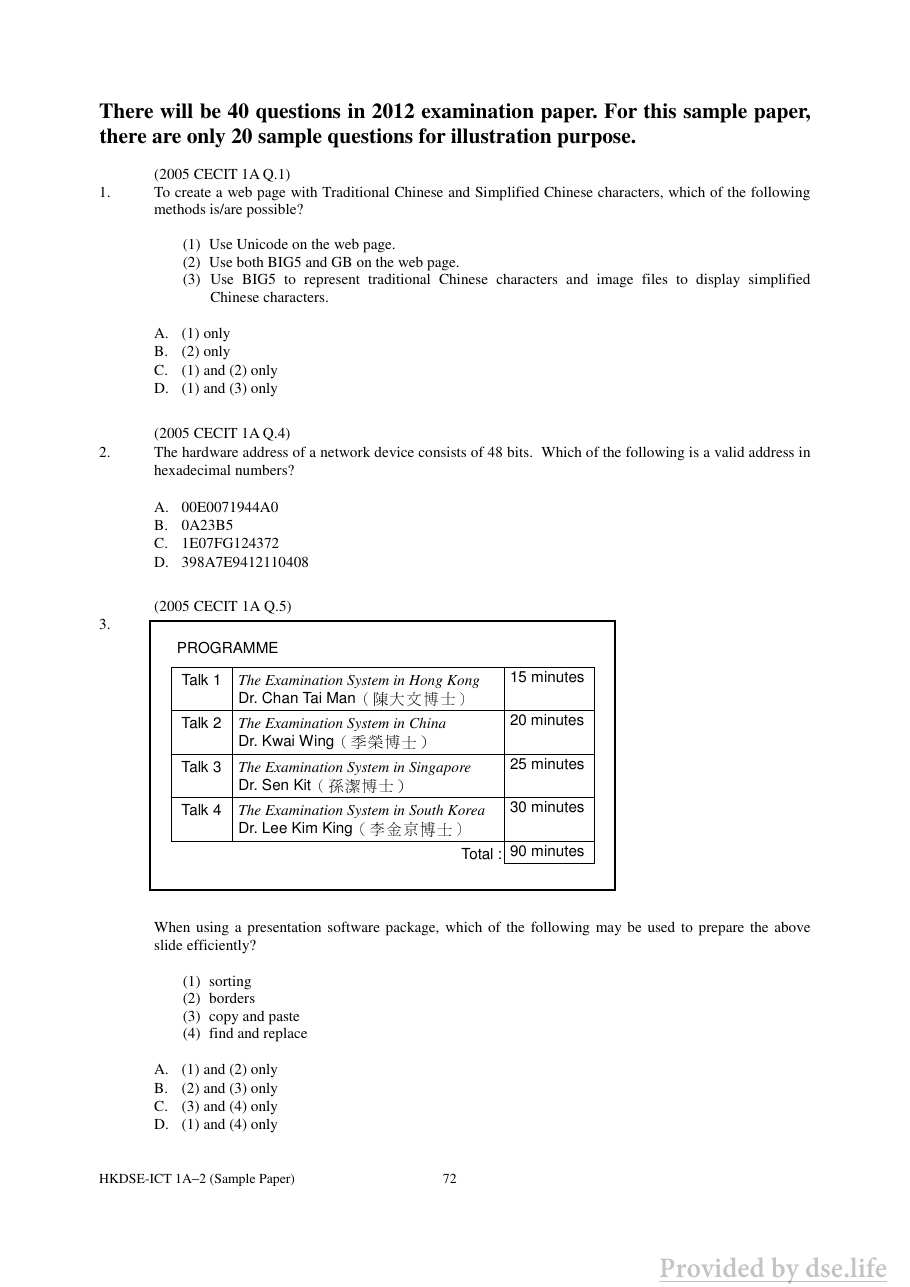 There will be 40 questions in 2012 examination paper. For this sample paper,
there are only 20 sample questions for illustration purpose.
(2005 CECIT 1A Q.1)
1. To create a web page with Traditional Chinese and Simplified Chinese characters, which of the following
methods is/are possible?
(1) Use Unicode on the web page.
(2) Use both BIG5 and GB on the web page.
(3) Use BIG5 to represent traditional Chinese characters and image files to display simplified
Chinese characters.
A. (1) only
B. (2) only
C. (1) and (2) only
D. (1) and (3) only
(2005 CECIT 1A Q.4)
2. The hardware address of a network device consists of 48 bits. Which of the following is a valid address in
hexadecimal numbers?
A. 00E0071944A0
B. 0A23B5
C. 1E07FG124372
D. 398A7E9412110408
(2005 CECIT 1A Q.5)
3.
PROGRAMME
Talk 1 The Examination System in Hong Kong 15 minutes
Dr. Chan Tai Man（陳大文博士）
Talk 2 The Examination System in China 20 minutes
Dr. Kwai Wing（季榮博士）
Talk 3 The Examination System in Singapore 25 minutes
Dr. Sen Kit（孫潔博士）
Talk 4 The Examination System in South Korea 30 minutes
Dr. Lee Kim King（李金京博士）
Total : 90 minutes
When using a presentation software package, which of the following may be used to prepare the above
slide efficiently?
(1) sorting
(2) borders
(3) copy and paste
(4) find and replace
A. (1) and (2) only
B. (2) and (3) only
C. (3) and (4) only
D. (1) and (4) only
HKDSE-ICT 1A–2 (Sample Paper) 72
Provided by dse.life